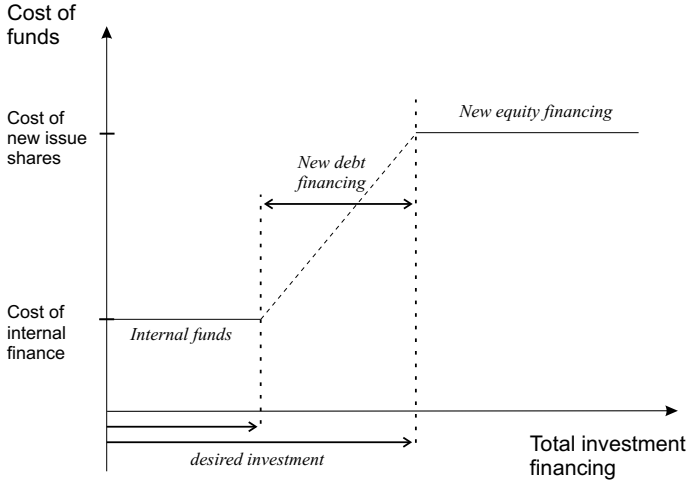 Cost of
funds
Cost of
new issue
shares
New equity financing
New debt
financing
Cost of
internal
finance
Internal funds
desired investment
Total investment
financing